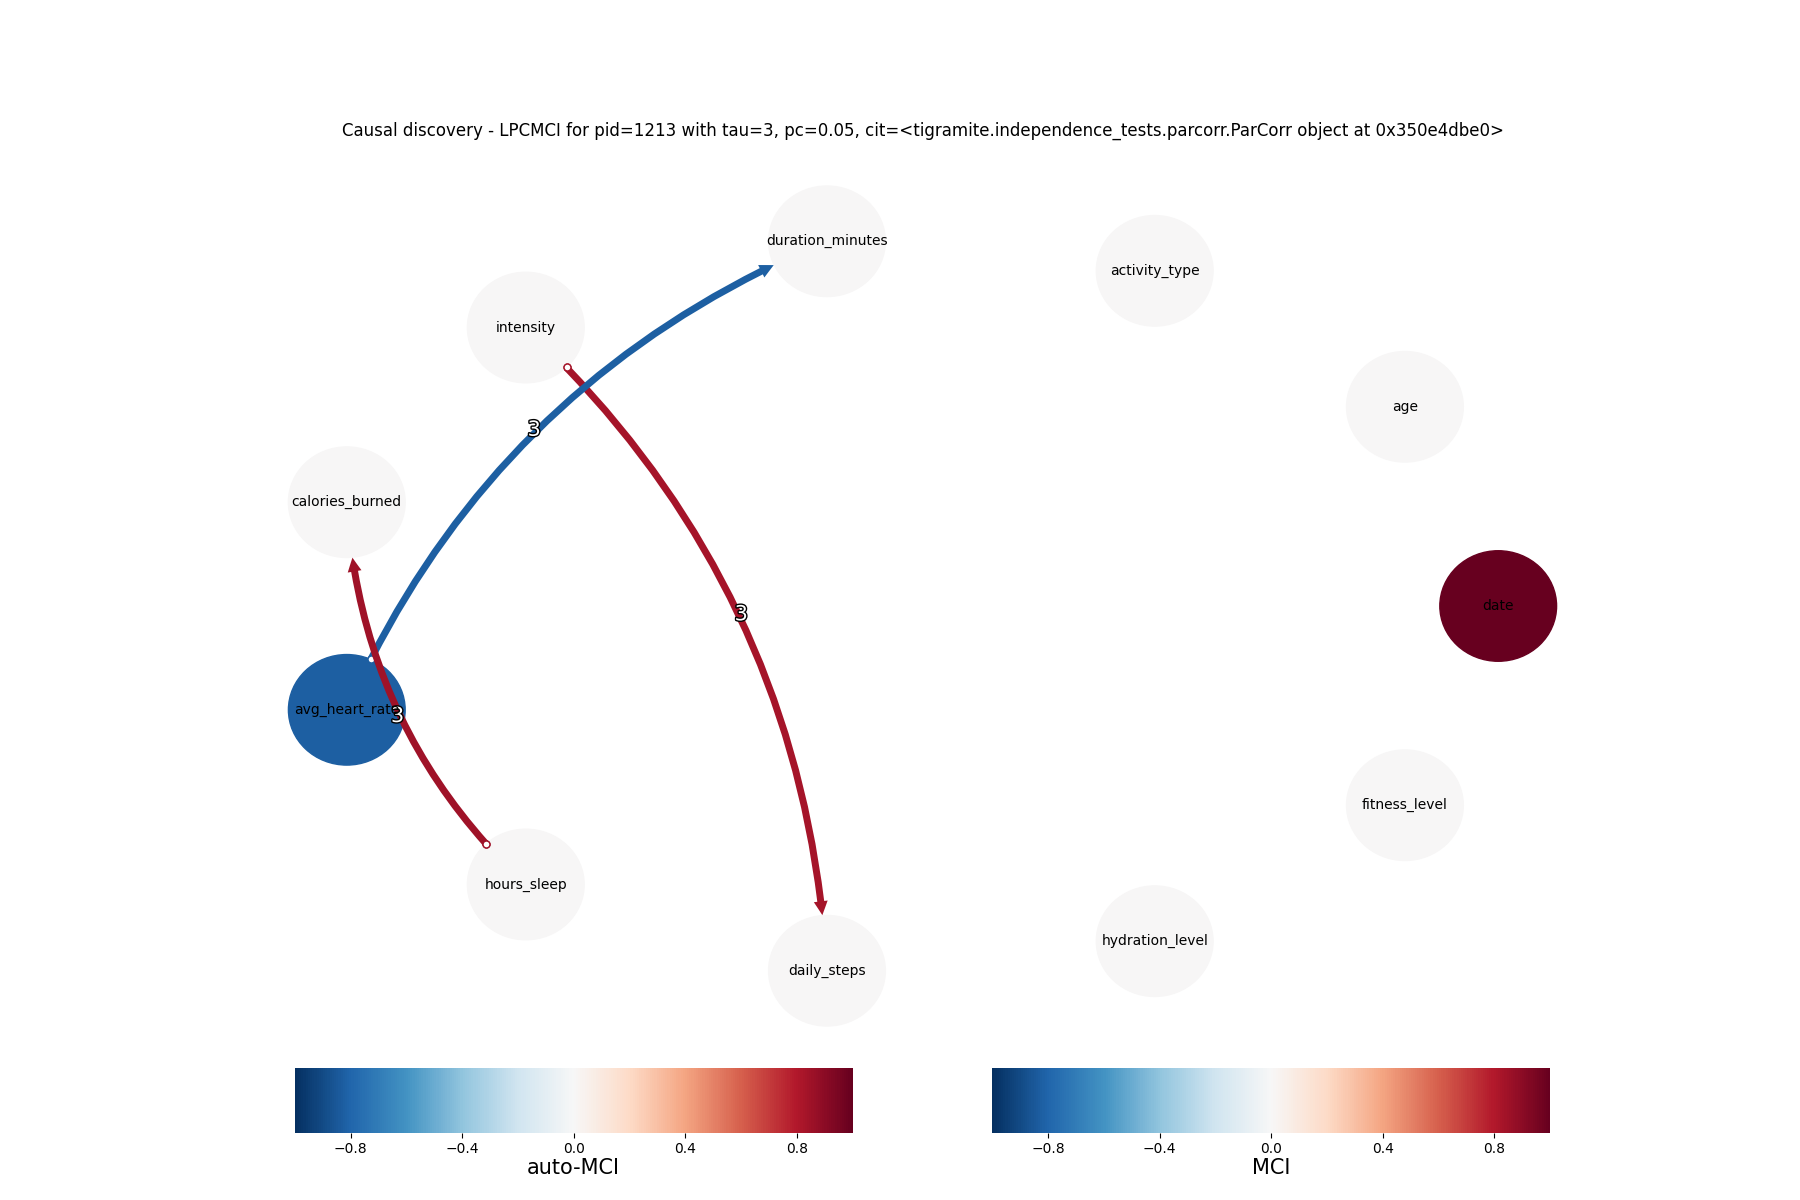 Causal discovery - LPCMCI for pid=1213 with tau=3, pc=0.05, cit=<tigramite.independence_tests.parcorr.ParCorr object at 0x350e4dbe0>
duration_minutes
activity_type
intensity
age
3
calories_burned
date
3
avg_heart_rate
3
fitness_level
hours_sleep
hydration_level
daily_steps
−0.8 −0.4 0.0 0.4 0.8
auto-MCI
−0.8 −0.4 0.0 0.4 0.8
MCI